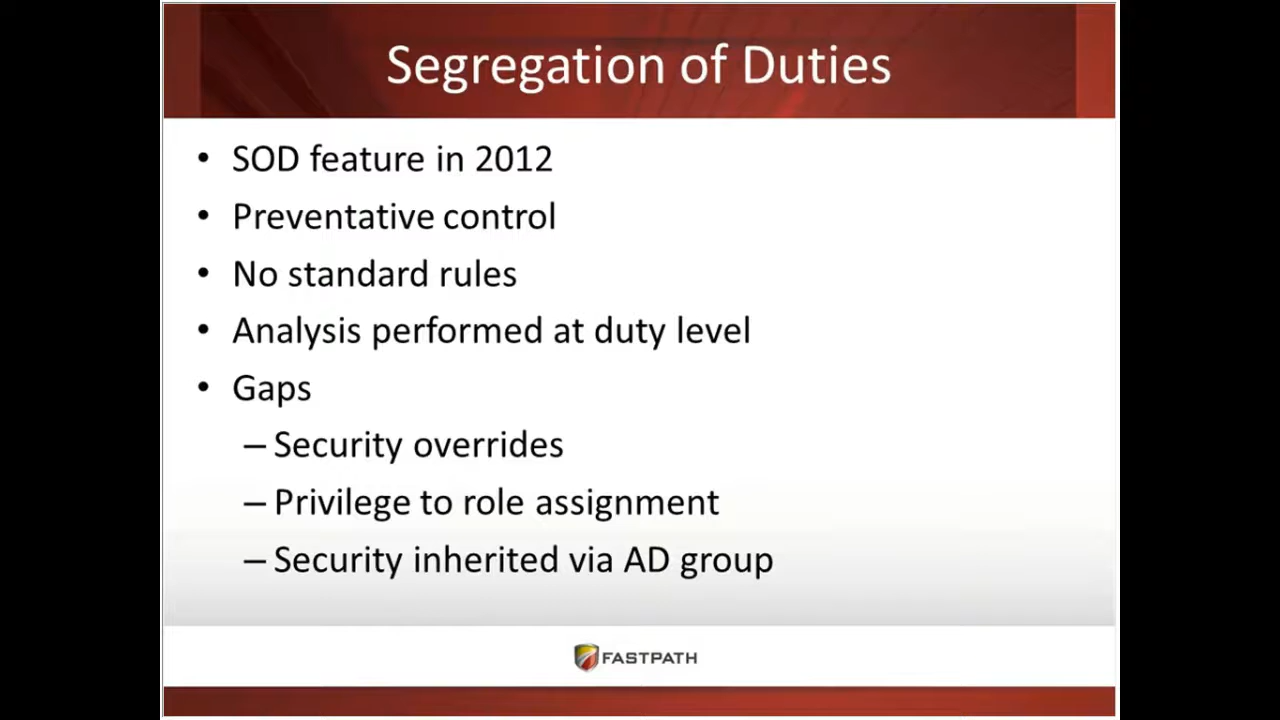 Segregation of Duties
• SOD feature in 2012
• Preventative control
• No standard rules
• Analysis performed at duty level
• Gaps
– Security overrides
– Privilege to role assignment
– Security inherited via AD group
FASTPATH